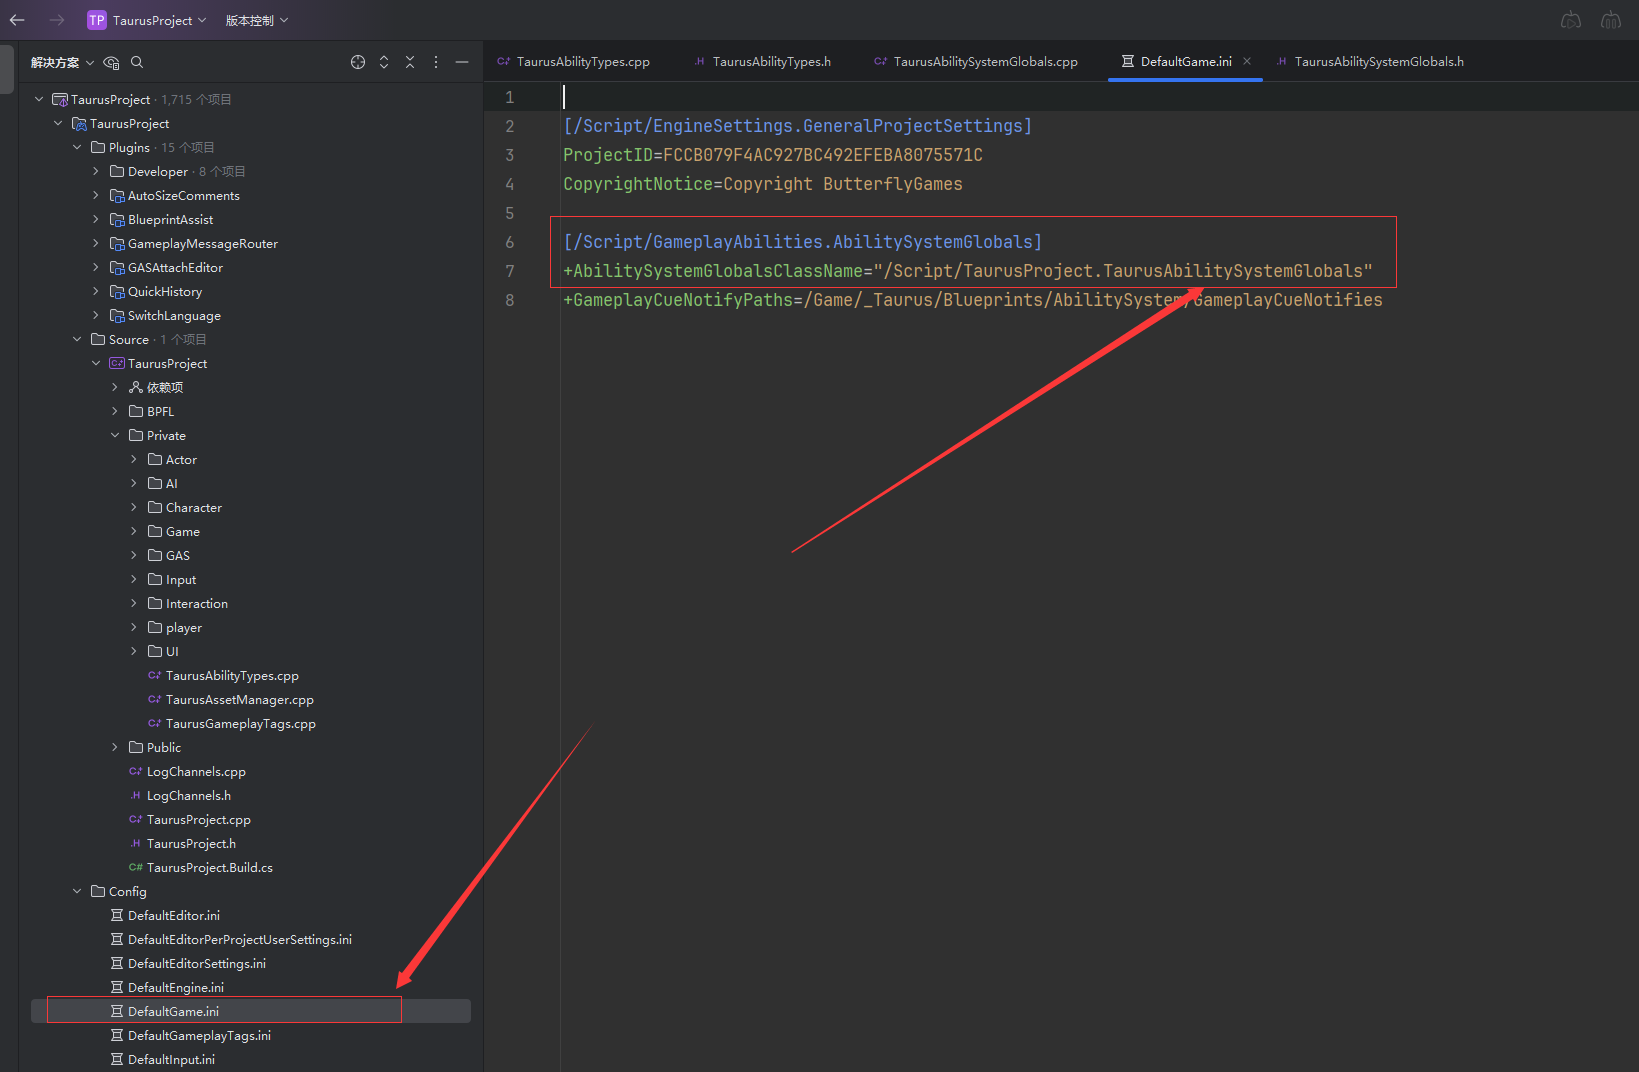 TP TaurusProject 版本控制
解决方案
TaurusAbilityTypes.cpp TaurusAbilityTypes.h TaurusAbilitySystemGlobals.cpp DefaultGame.ini TaurusAbilitySystemGlobals.h
TaurusProject · 1,715 个项目
TaurusProject
Plugins · 15 个项目
Developer · 8 个项目
AutoSizeComments
BlueprintAssist
GameplayMessageRouter
GASAttachEditor
QuickHistory
SwitchLanguage
Source · 1 个项目
TaurusProject
依赖项
BPFL
Private
Actor
AI
Character
Game
GAS
Input
Interaction
player
UI
TaurusAbilityTypes.cpp
TaurusAssetManager.cpp
TaurusGameplayTags.cpp
Public
LogChannels.cpp
LogChannels.h
TaurusProject.cpp
TaurusProject.h
TaurusProject.Build.cs
Config
DefaultEditor.ini
DefaultEditorPerProjectUserSettings.ini
DefaultEditorSettings.ini
DefaultEngine.ini
DefaultGame.ini
DefaultGameplayTags.ini
DefaultInput.ini
1
2 [/Script/EngineSettings.GeneralProjectSettings]
3 ProjectID=FCCB079F4AC927BC492EFEBA8075571C
4 CopyrightNotice=Copyright ButterflyGames
5
6 [/Script/GameplayAbilities.AbilitySystemGlobals]
7 +AbilitySystemGlobalsClassName="/Script/TaurusProject.TaurusAbilitySystemGlobals"
8 +GameplayCueNotifyPaths=/Game/_Taurus/Blueprints/AbilitySystem/GameplayCueNotifies